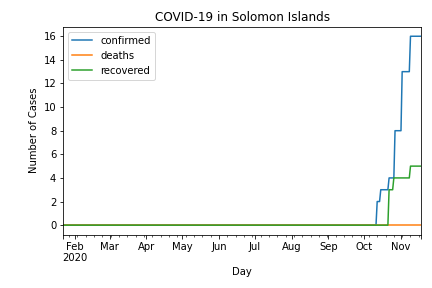 COVID-19 in Solomon Islands
confirmed
deaths
recovered
Number of Cases
16
14
12
10
8
6
4
2
0
Feb Mar Apr May Jun Jul Aug Sep Oct Nov
2020
Day